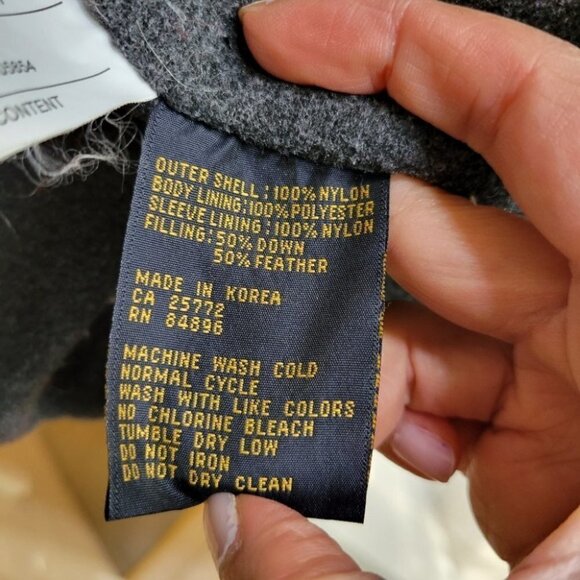 CONTENT
OUTER SHELL: 100% NYLON
BODY LINING: 100% POLYESTER
SLEEVE LINING: 100% NYLON
FILLING: 50% DOWN
50% FEATHER
MADE IN KOREA
CA 25772
RN 84896
MACHINE WASH COLD
NORMAL CYCLE
WASH WITH LIKE COLORS
NO CHLORINE BLEACH
TUMBLE DRY LOW
DO NOT IRON
DO NOT DRY CLEAN